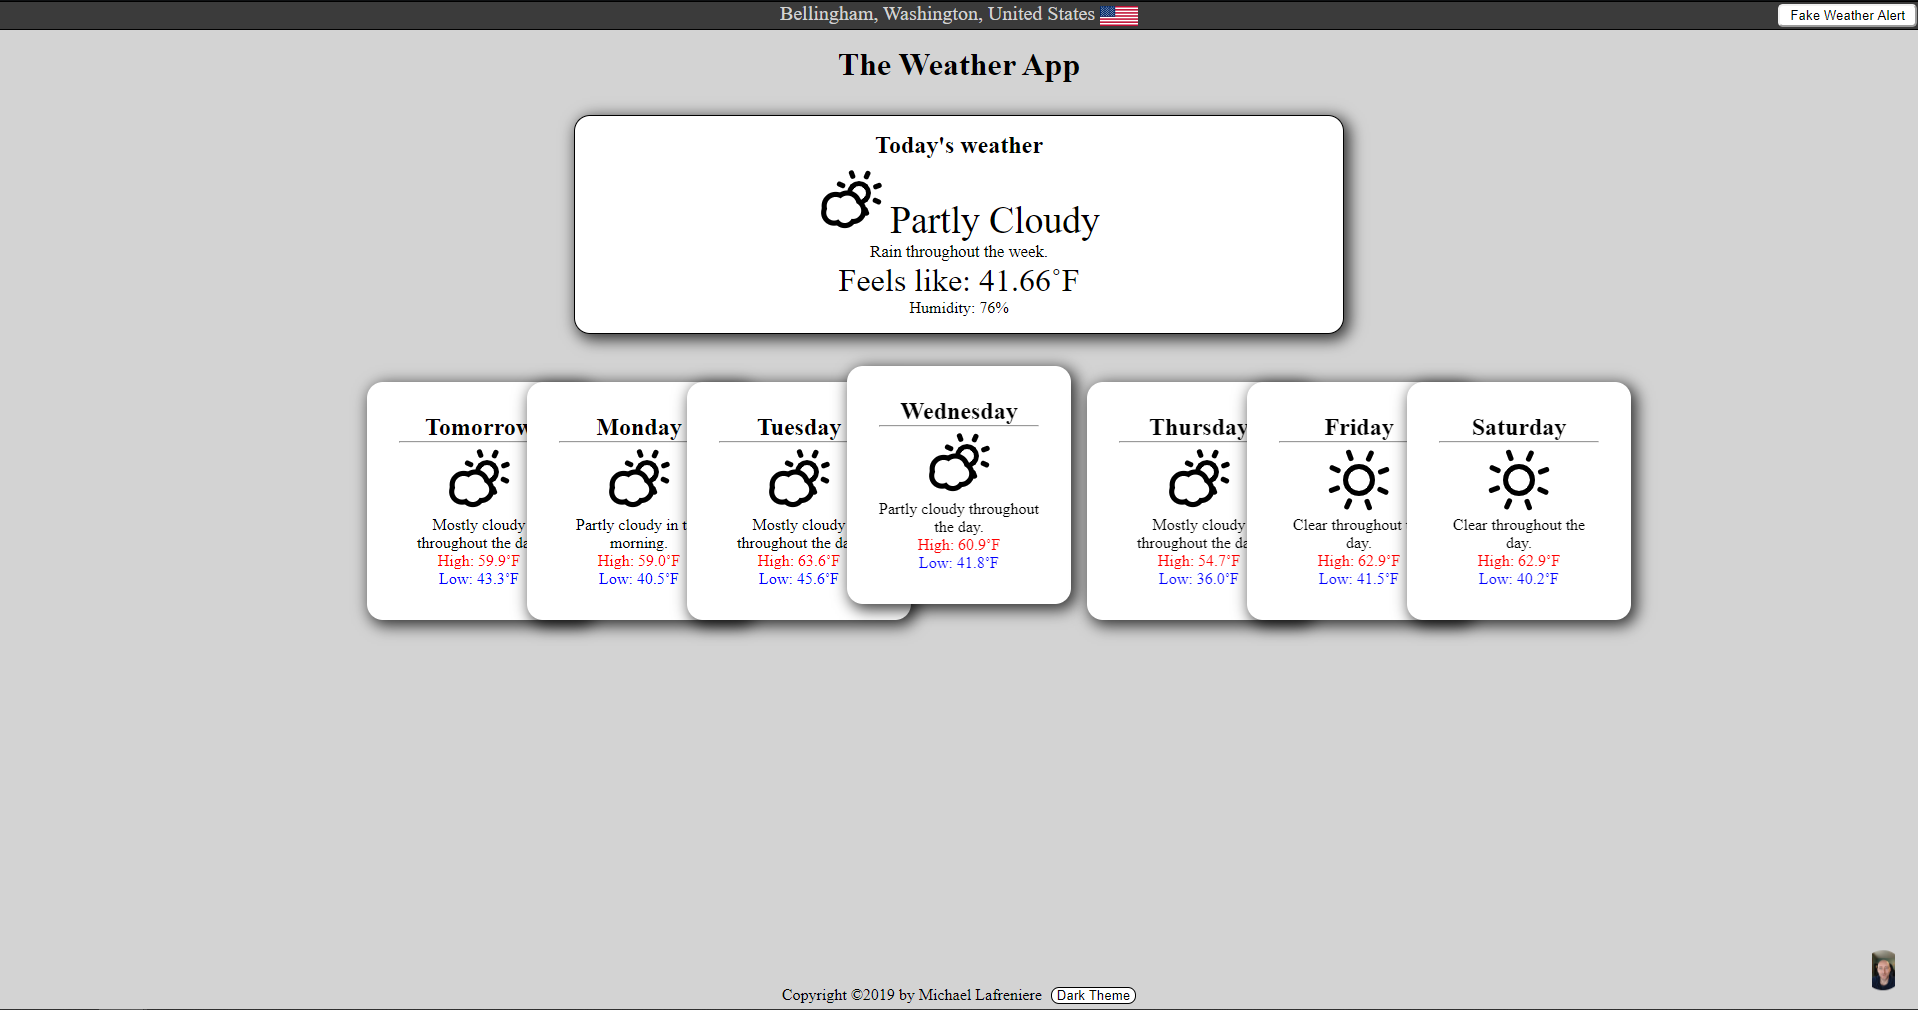 Bellingham, Washington, United States
Fake Weather Alert
The Weather App
Today's weather
Partly Cloudy
Rain throughout the week.
Feels like: 41.66°F
Humidity: 76%
Tomorrow
Mostly cloudy
throughout the da
High: 59.9°F
Low: 43.3°F
Monday
Partly cloudy in t
morning.
High: 59.0°F
Low: 40.5°F
Tuesday
Mostly cloudy
throughout the da
High: 63.6°F
Low: 45.6°F
Wednesday
Partly cloudy throughout
the day.
High: 60.9°F
Low: 41.8°F
Thursday
Mostly cloudy
throughout the da
High: 54.7°F
Low: 36.0°F
Friday
Clear throughout
day.
High: 62.9°F
Low: 41.5°F
Saturday
Clear throughout the
day.
High: 62.9°F
Low: 40.2°F
Copyright ©2019 by Michael Lafreniere
Dark Theme